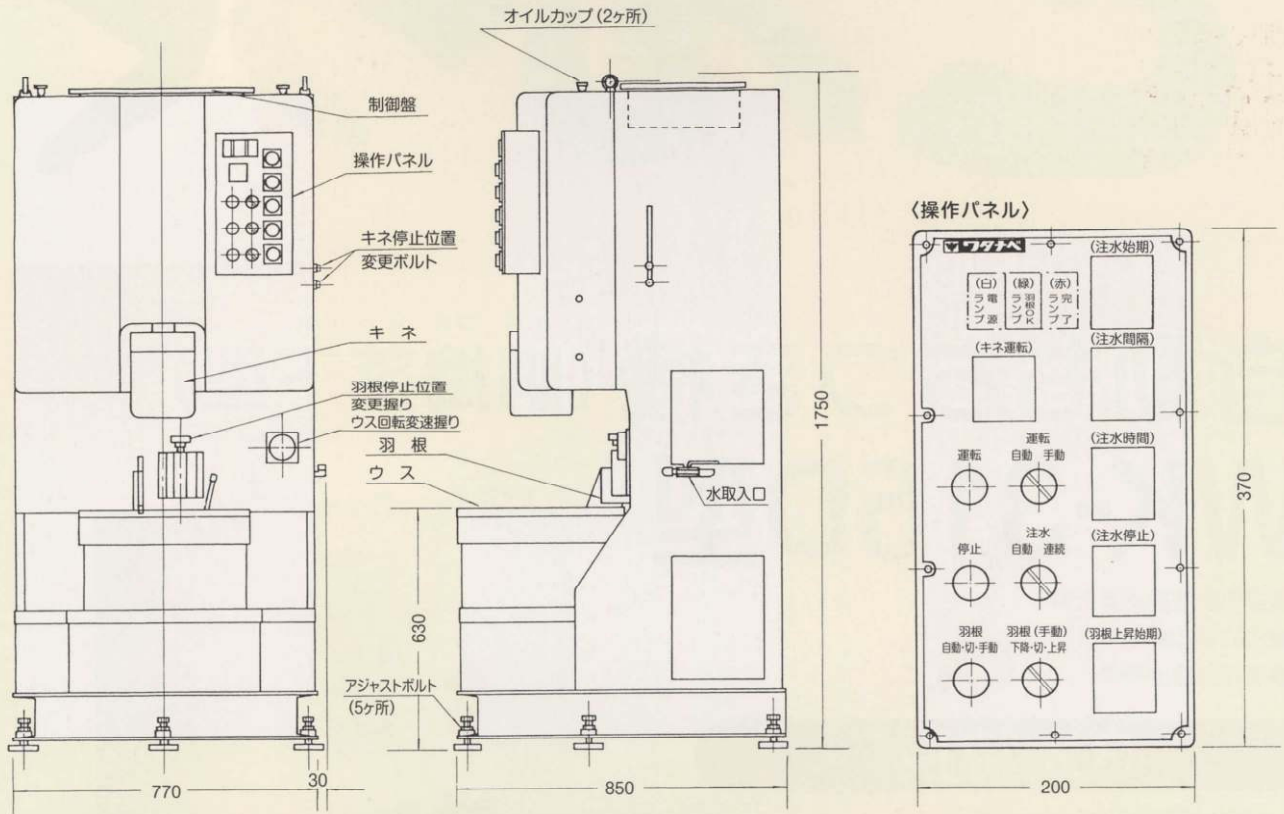 オイルカップ(2ヶ所)
制御盤
操作パネル
キネ停止位置
変更ボルト
キネ
羽根停止位置
変更握り
ウス回転変速握り
羽根
ウス
770
30
水取入口
アジャストボルト
(5ヶ所)
630
850
1750
〈操作パネル〉
ワタナベ
(白)
電源
ランプ
(緑)
羽根OK
ランプ
(赤)
完了
ランプ
(キネ運転)
(注水始期)
(注水間隔)
(注水時間)
(注水停止)
(羽根上昇始期)
運転
運転
自動 手動
停止
注水
自動 連続
羽根
自動・切・手動
羽根(手動)
下降・切・上昇
370
200